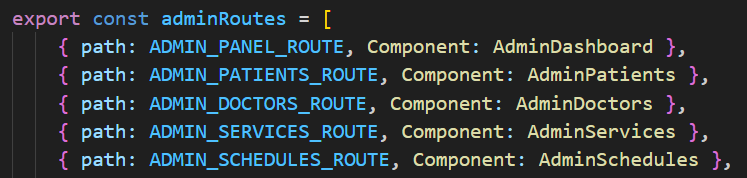 export const adminRoutes = [
{ path: ADMIN_PANEL_ROUTE, Component: AdminDashboard },
{ path: ADMIN_PATIENTS_ROUTE, Component: AdminPatients },
{ path: ADMIN_DOCTORS_ROUTE, Component: AdminDoctors },
{ path: ADMIN_SERVICES_ROUTE, Component: AdminServices },
{ path: ADMIN_SCHEDULES_ROUTE, Component: AdminSchedules },